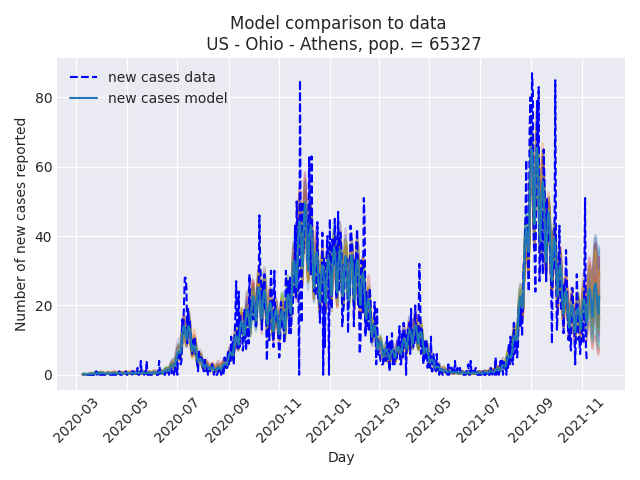 Model comparison to data
US - Ohio - Athens, pop. = 65327
new cases data
new cases model
Number of new cases reported
80
60
40
20
0
2020-03
2020-05
2020-07
2020-09
2020-11
2021-01
2021-03
2021-05
2021-07
2021-09
2021-11
Day